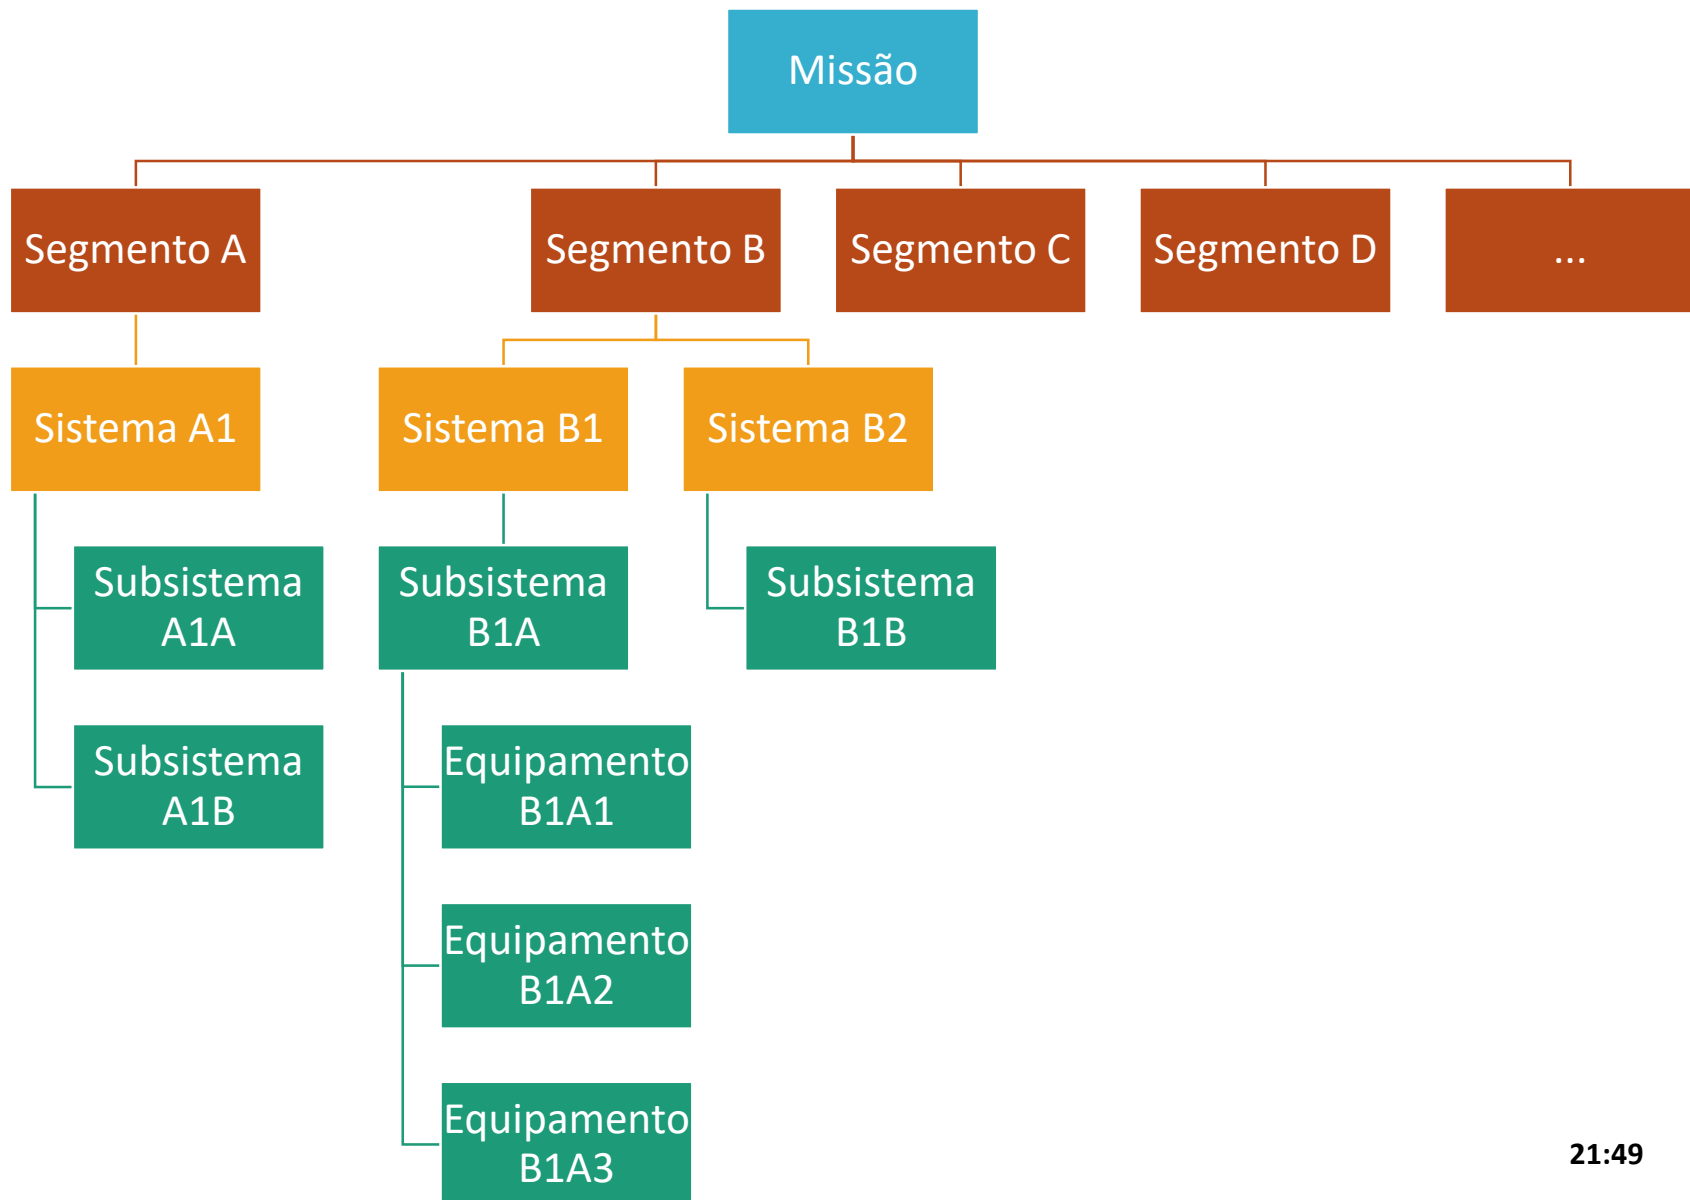 Missão
Segmento A
Segmento B
Segmento C
Segmento D
...
Sistema A1
Sistema B1
Sistema B2
Subsistema
A1A
Subsistema
B1A
Subsistema
B1B
Subsistema
A1B
Equipamento
B1A1
Equipamento
B1A2
Equipamento
B1A3
21:49